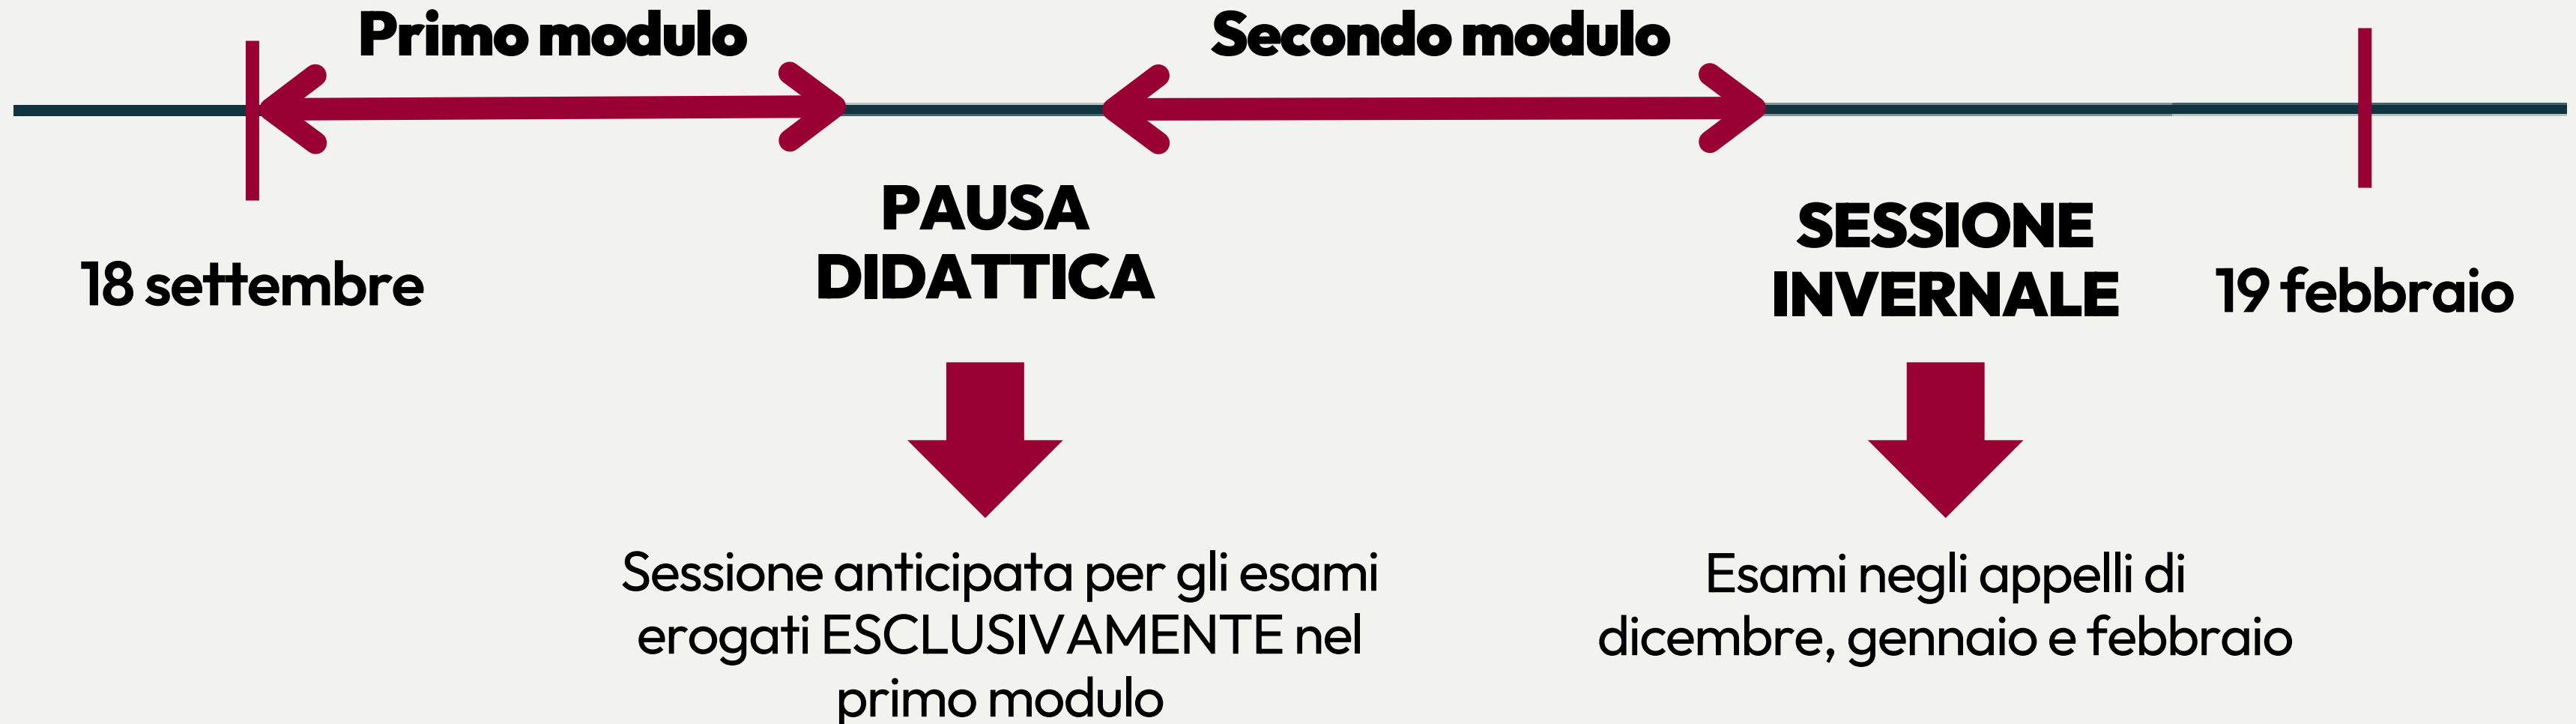 Primo modulo
Secondo modulo
18 settembre
PAUSA
DIDATTICA
SESSIONE
INVERNALE
19 febbraio
Sessione anticipata per gli esami
erogati ESCLUSIVAMENTE nel
primo modulo
Esami negli appelli di
dicembre, gennaio e febbraio